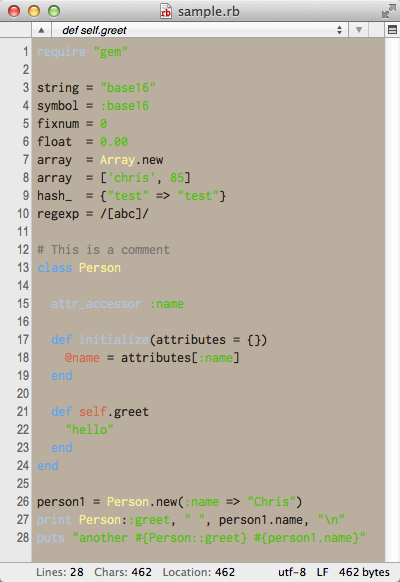 sample.rb
def self.greet
1 require "gem"
2
3 string = "base16"
4 symbol = :base16
5 fixnum = 0
6 float  = 0.00
7 array  = Array.new
8 array  = ['chris', 85]
9 hash_  = {"test" => "test"}
10 regexp = /[abc]/
11
12 # This is a comment
13 class Person
14
15   attr_accessor :name
16
17   def initialize(attributes = {})
18     @name = attributes[:name]
19   end
20
21   def self.greet
22     "hello"
23   end
24 end
25
26 person1 = Person.new(:name => "Chris")
27 print Person::greet, " ", person1.name, "\n"
28 puts "another #{Person::greet} #{person1.name}"
Lines: 28 Chars: 462 Location: 462 utf-8 LF 462 bytes